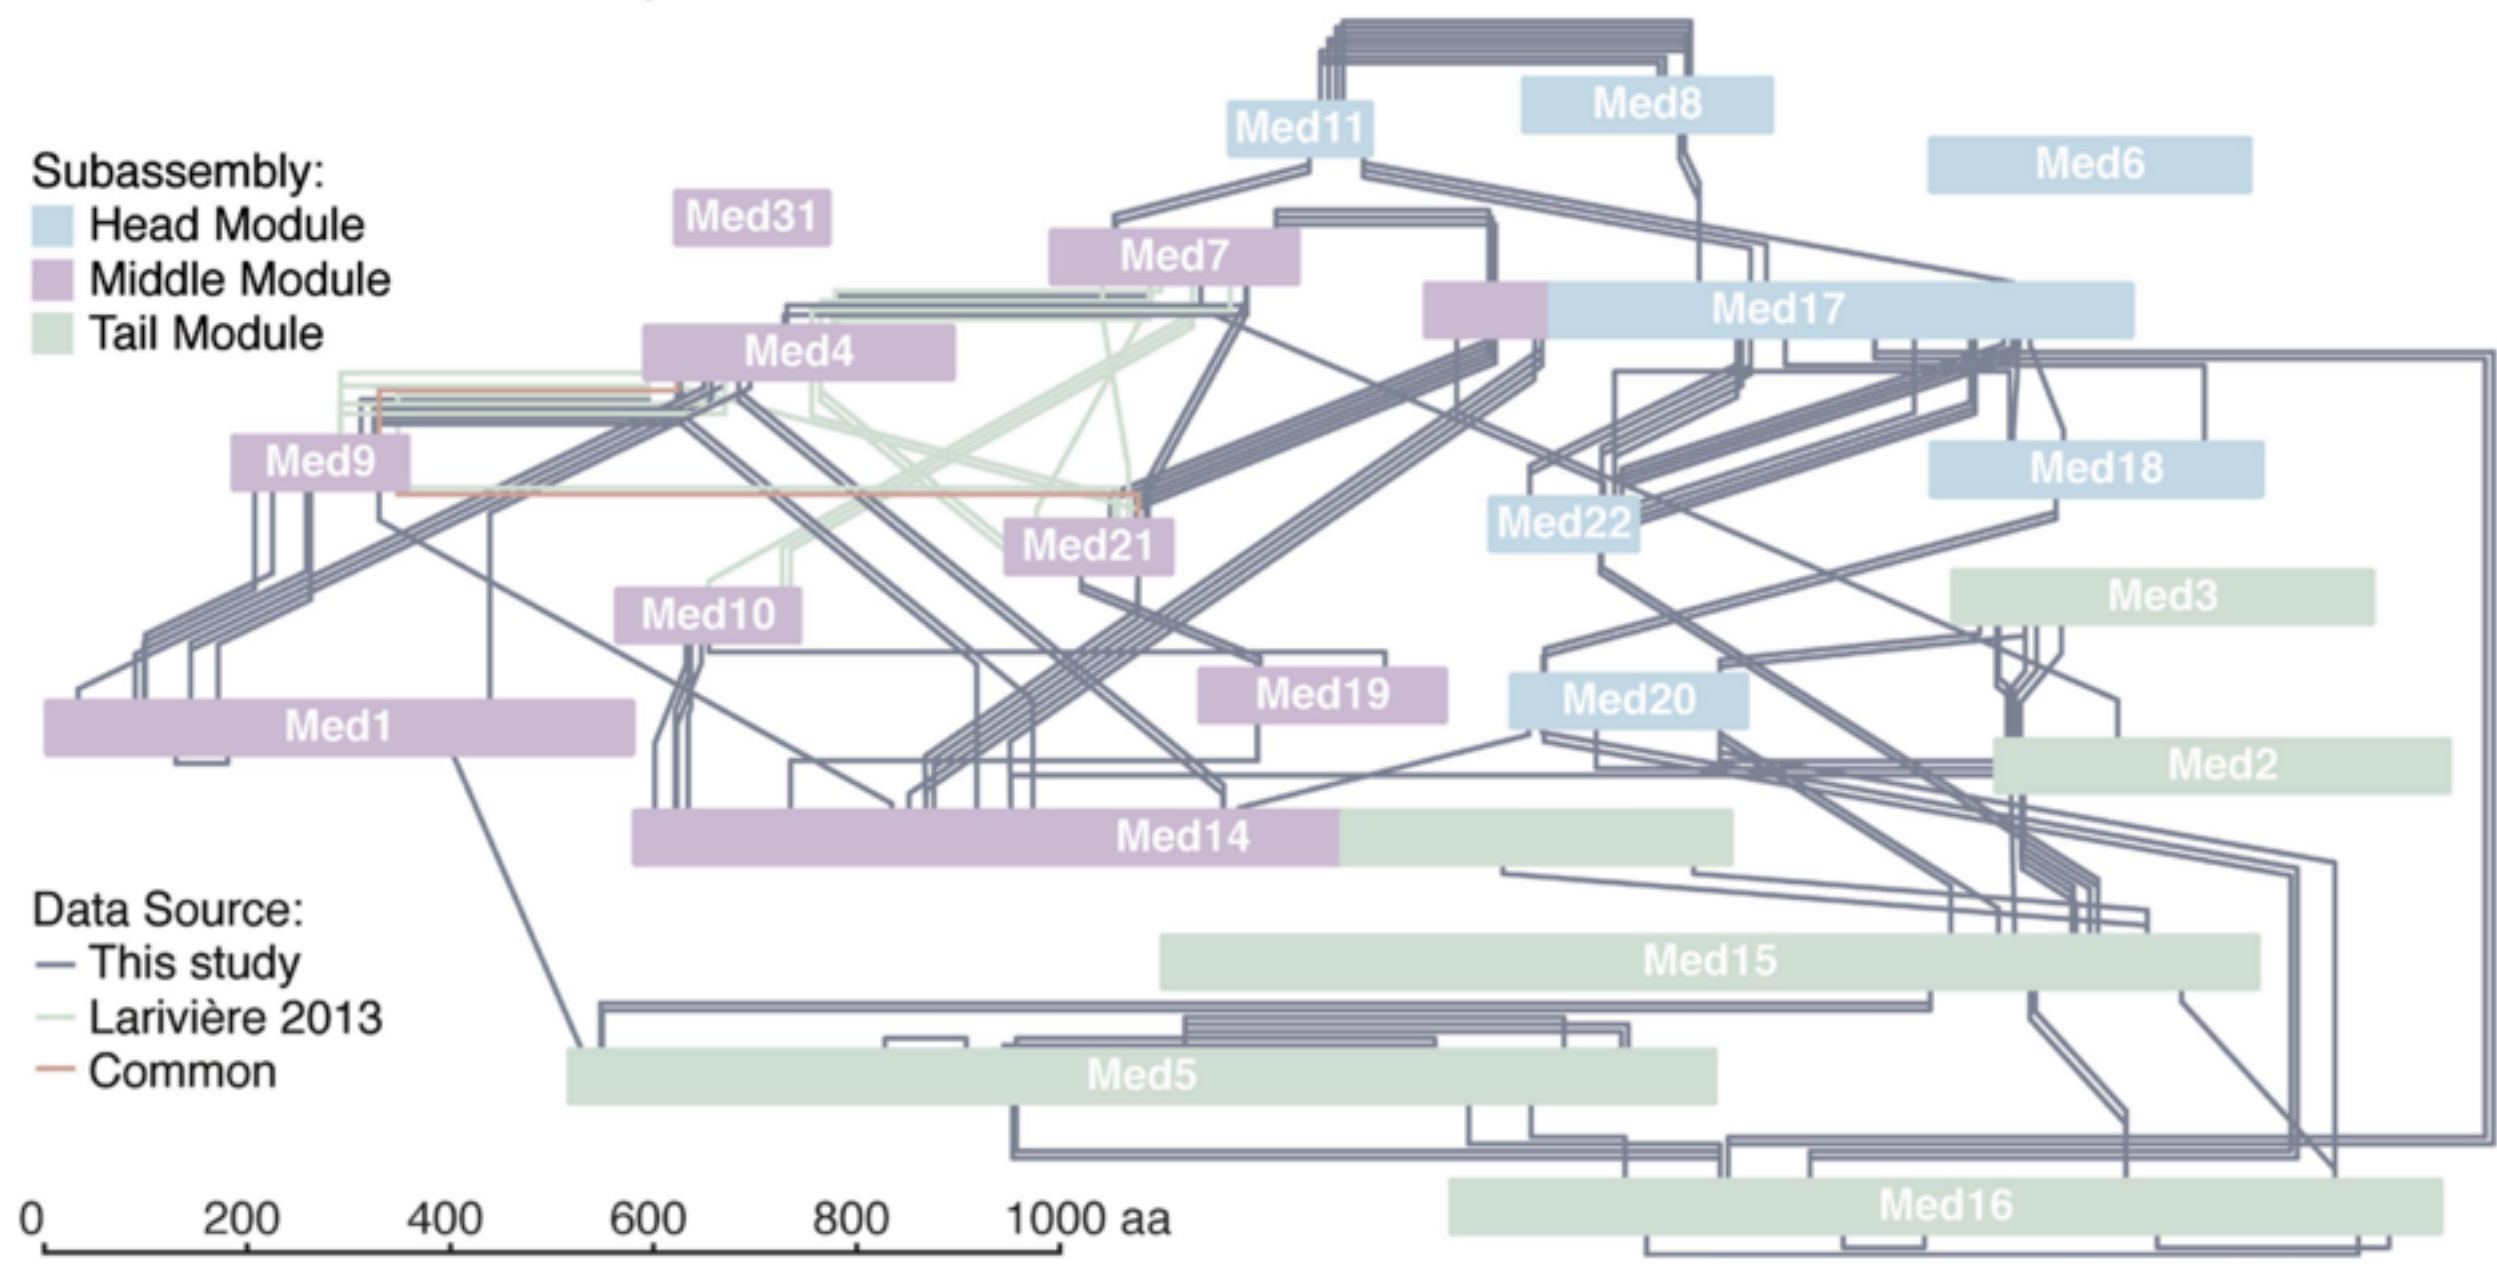 Med8
Med11
Med6
Subassembly:
Head Module
Middle Module
Tail Module
Med31
Med7
Med17
Med4
Med9
Med18
Med22
Med21
Med3
Med10
Med19
Med20
Med1
Med2
Med14
Data Source:
This study
Larivière 2013
Common
Med15
Med5
Med16
0 200 400 600 800 1000 aa